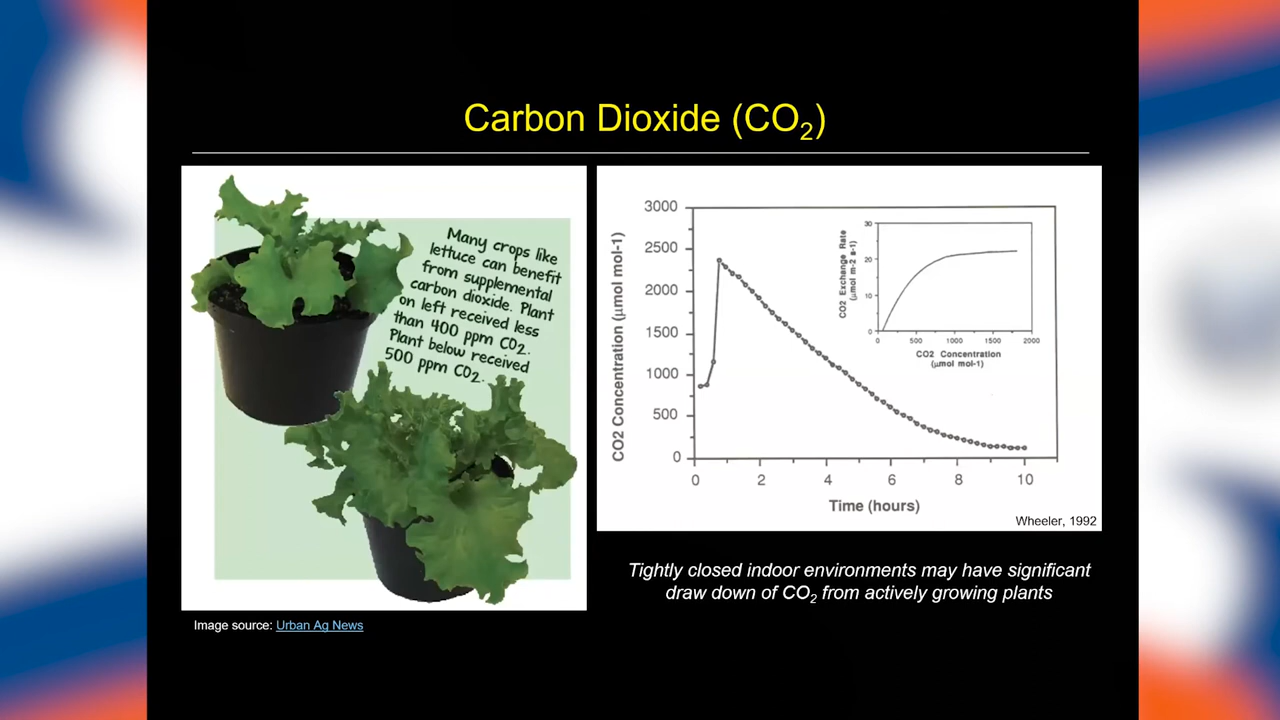 Carbon Dioxide (CO₂)
Many crops like
lettuce can benefit
from supplemental
carbon dioxide. Plant
on left received less
than 400 ppm CO2.
Plant below received
500 ppm CO2.
Image source: Urban Ag News
CO2 Concentration (µmol mol-1)
3000
2500
2000
1500
1000
500
0
0 2 4 6 8 10
Time (hours)
CO2 Exchange Rate
(µmol m-2 s-1)
30
20
10
0
0 500 1000 1500 2000
CO2 Concentration
(µmol mol-1)
Wheeler, 1992
Tightly closed indoor environments may have significant
draw down of CO₂ from actively growing plants